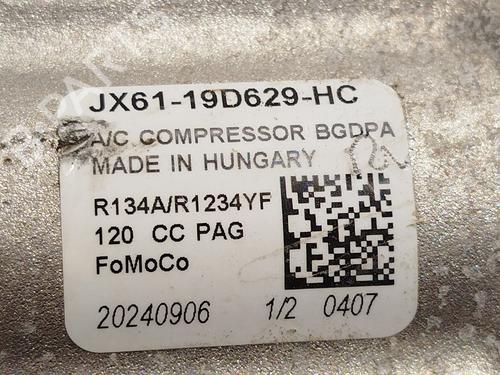 JX61-19D629-HC
A/C COMPRESSOR BGDPA
MADE IN HUNGARY
R134A/R1234YF
120 CC PAG
FoMoCo
20240906 1/2 0407